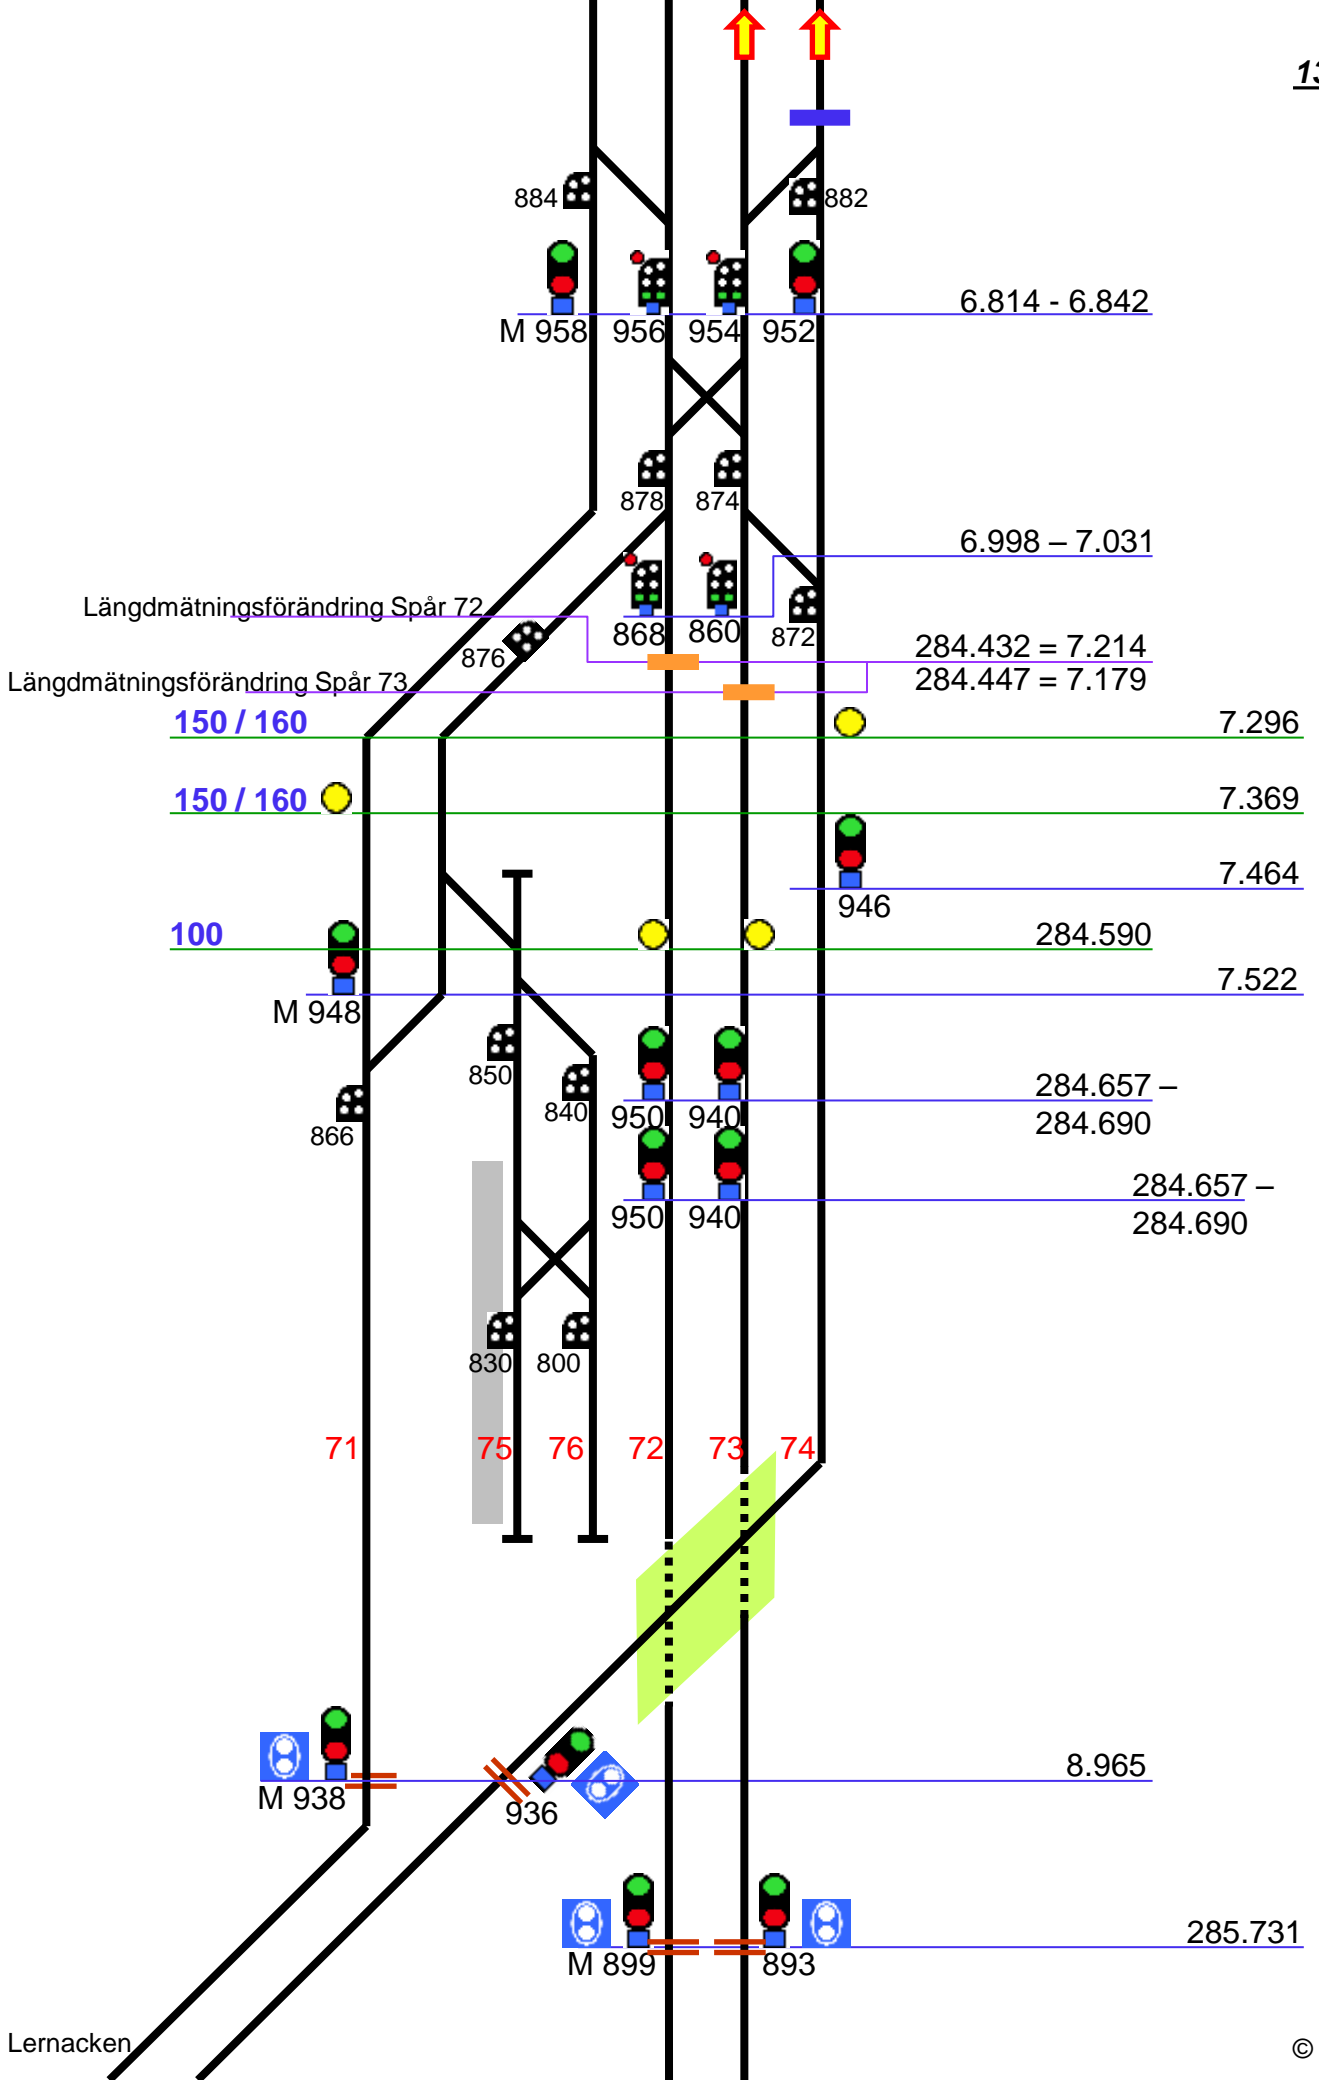 13
884
882
6.814 - 6.842
M 958 956 954 952
878 874
6.998 – 7.031
Längdmätningsförändring Spår 72
868 860 872
876
284.432 = 7.214
Längdmätningsförändring Spår 73
284.447 = 7.179
150 / 160 7.296
150 / 160 7.369
7.464
946
100 284.590
7.522
M 948
850
284.657 –
840 950 940
284.690
866
284.657 –
950 940
284.690
830 800
71 75 76 72 73 74
8.965
M 938
936
285.731
M 899 893
Lernacken
©